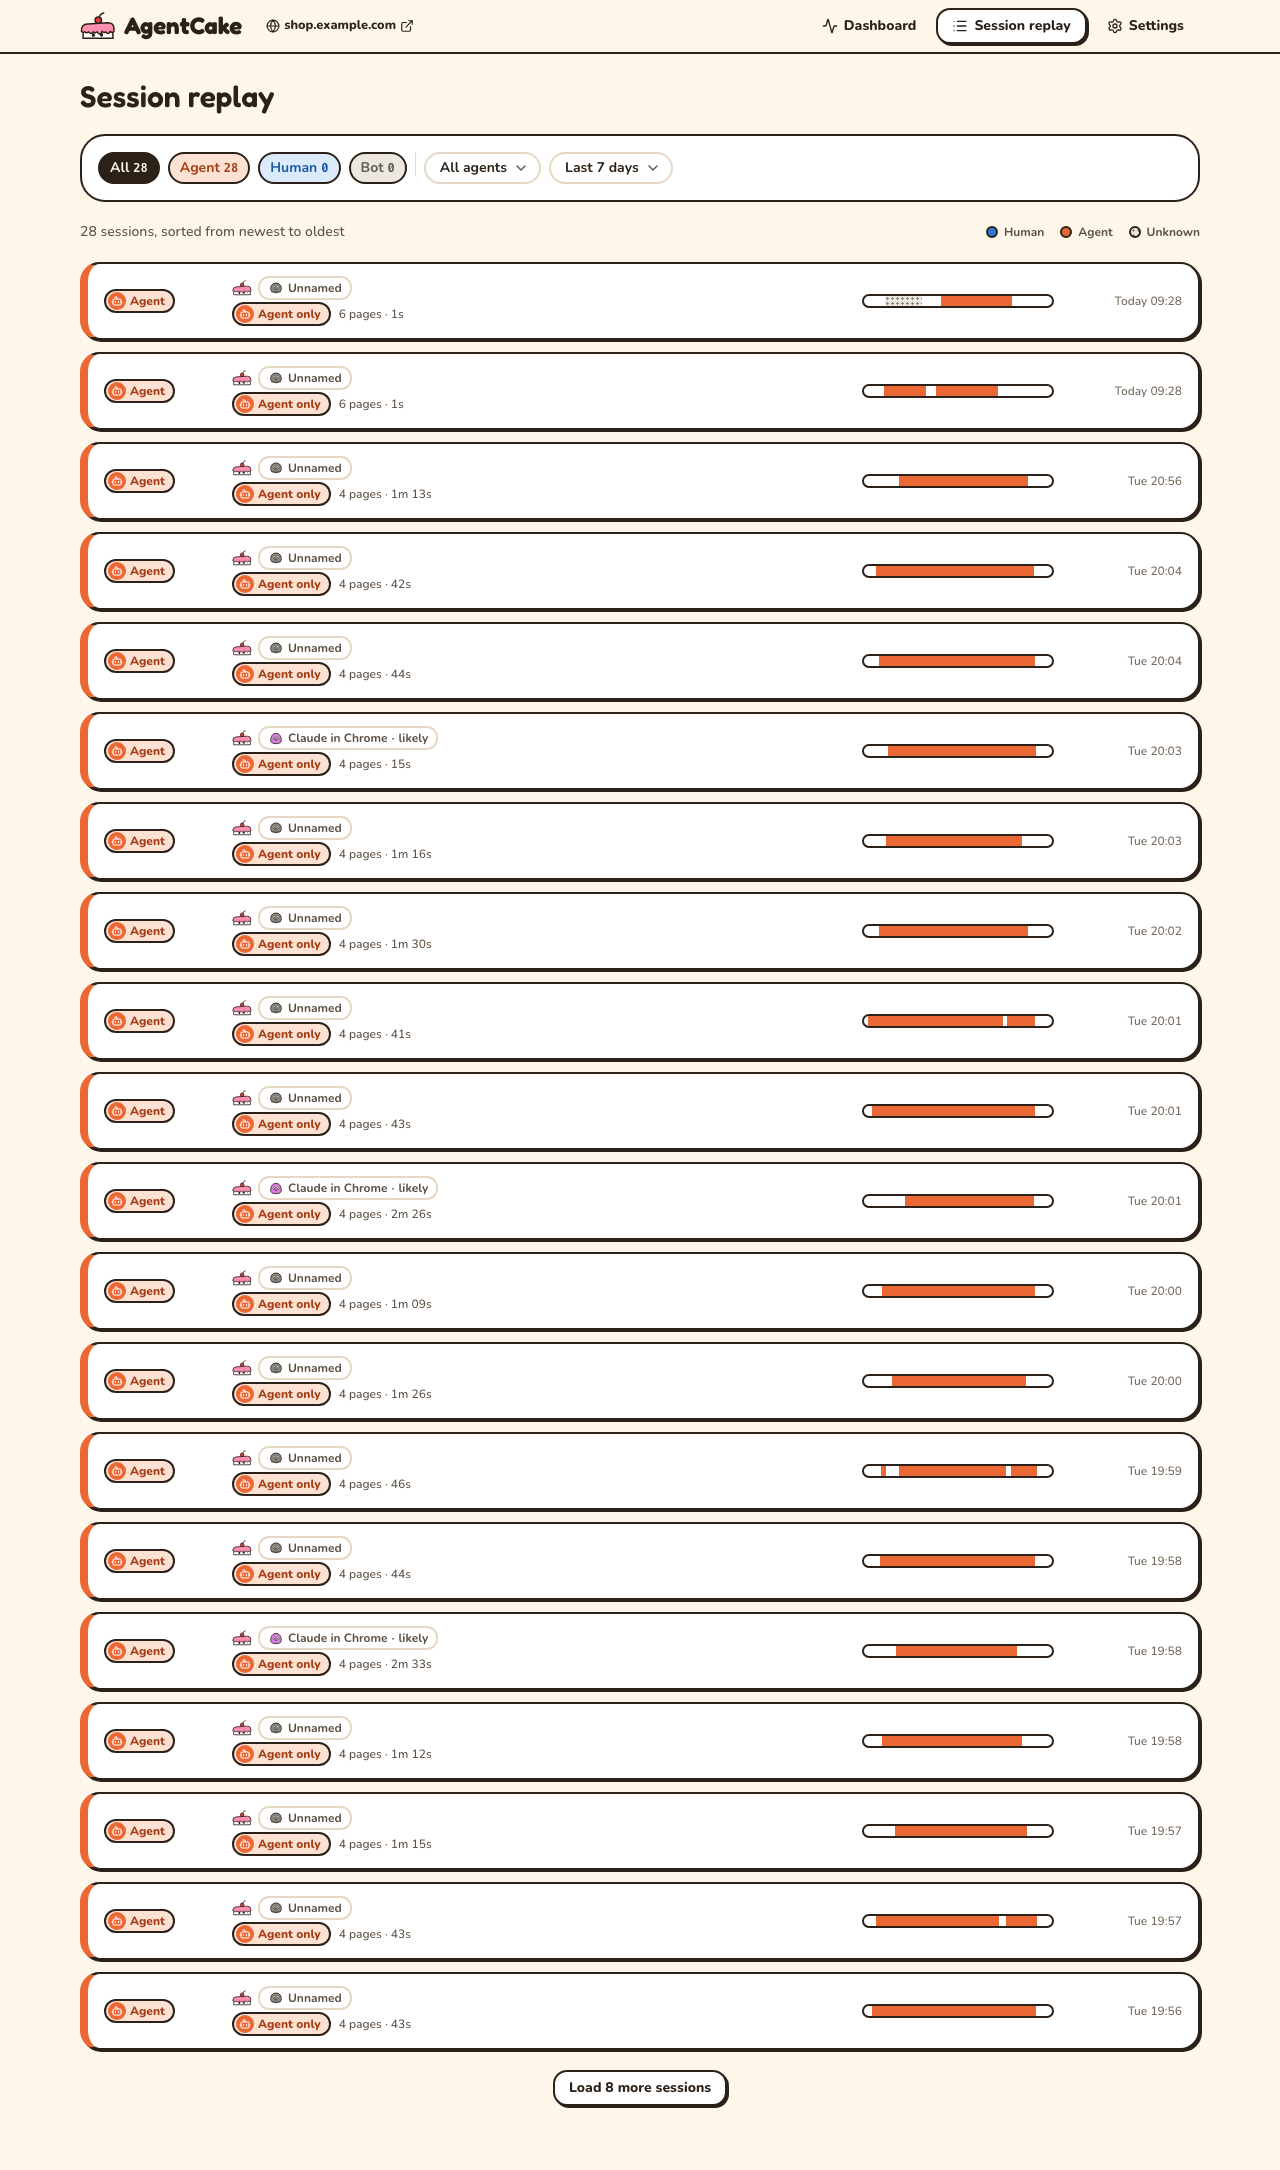 AgentCake
shop.example.com
Dashboard
Session replay
Settings
Session replay
All 28
Agent 28
Human 0
Bot 0
All agents
Last 7 days
28 sessions, sorted from newest to oldest
Human
Agent
Unknown
Agent
Unnamed
Agent only
6 pages · 1s
Today 09:28
Agent
Unnamed
Agent only
6 pages · 1s
Today 09:28
Agent
Unnamed
Agent only
4 pages · 1m 13s
Tue 20:56
Agent
Unnamed
Agent only
4 pages · 42s
Tue 20:04
Agent
Unnamed
Agent only
4 pages · 44s
Tue 20:04
Agent
Claude in Chrome · likely
Agent only
4 pages · 15s
Tue 20:03
Agent
Unnamed
Agent only
4 pages · 1m 16s
Tue 20:03
Agent
Unnamed
Agent only
4 pages · 1m 30s
Tue 20:02
Agent
Unnamed
Agent only
4 pages · 41s
Tue 20:01
Agent
Unnamed
Agent only
4 pages · 43s
Tue 20:01
Agent
Claude in Chrome · likely
Agent only
4 pages · 2m 26s
Tue 20:01
Agent
Unnamed
Agent only
4 pages · 1m 09s
Tue 20:00
Agent
Unnamed
Agent only
4 pages · 1m 26s
Tue 20:00
Agent
Unnamed
Agent only
4 pages · 46s
Tue 19:59
Agent
Unnamed
Agent only
4 pages · 44s
Tue 19:58
Agent
Claude in Chrome · likely
Agent only
4 pages · 2m 33s
Tue 19:58
Agent
Unnamed
Agent only
4 pages · 1m 12s
Tue 19:58
Agent
Unnamed
Agent only
4 pages · 1m 15s
Tue 19:57
Agent
Unnamed
Agent only
4 pages · 43s
Tue 19:57
Agent
Unnamed
Agent only
4 pages · 43s
Tue 19:56
Load 8 more sessions